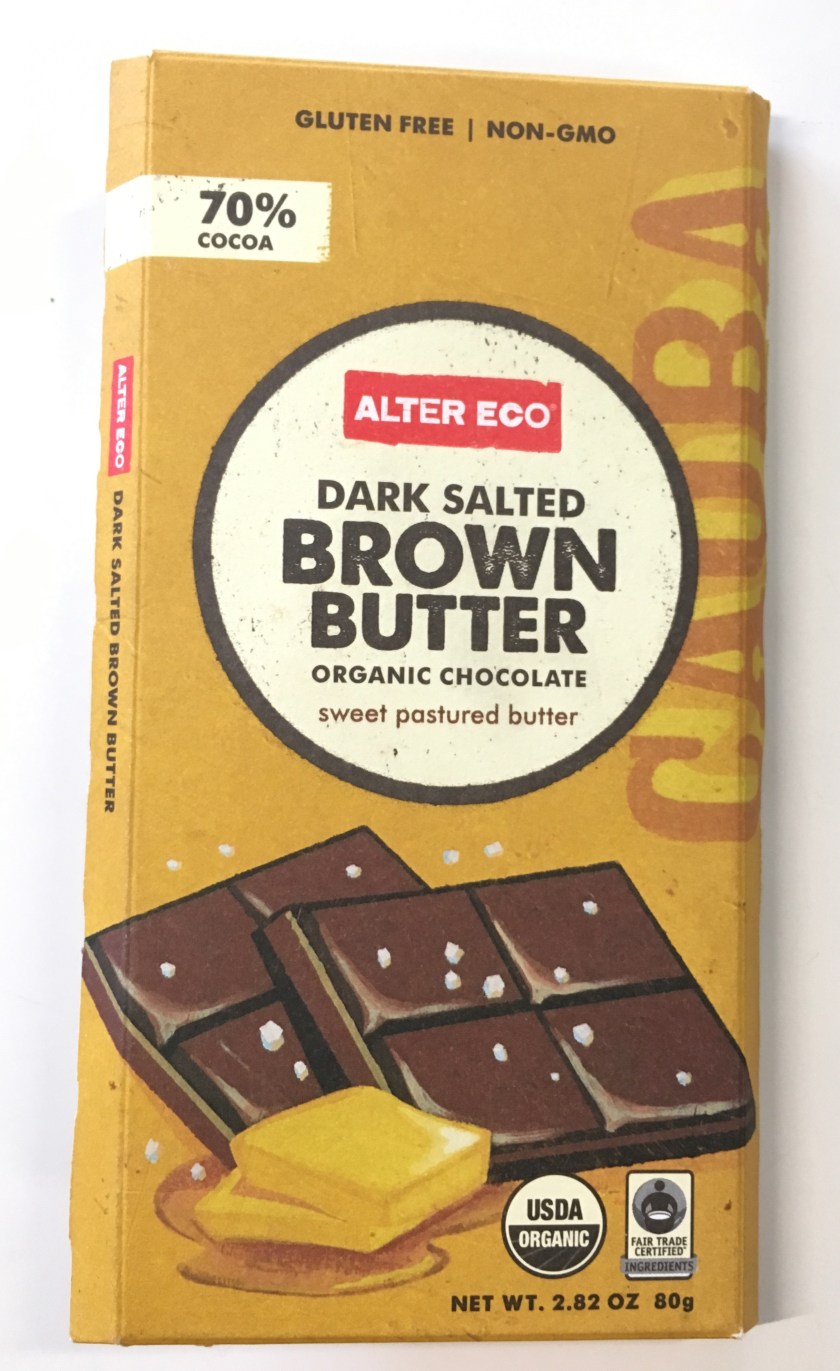 GLUTEN FREE | NON-GMO
70%
COCOA
ALTER ECO
DARK SALTED
BROWN
BUTTER
ORGANIC CHOCOLATE
sweet pastured butter
ALTER ECO DARK SALTED BROWN BUTTER
USDA
ORGANIC
FAIR TRADE
CERTIFIED
INGREDIENTS
NET WT. 2.82 OZ 80g